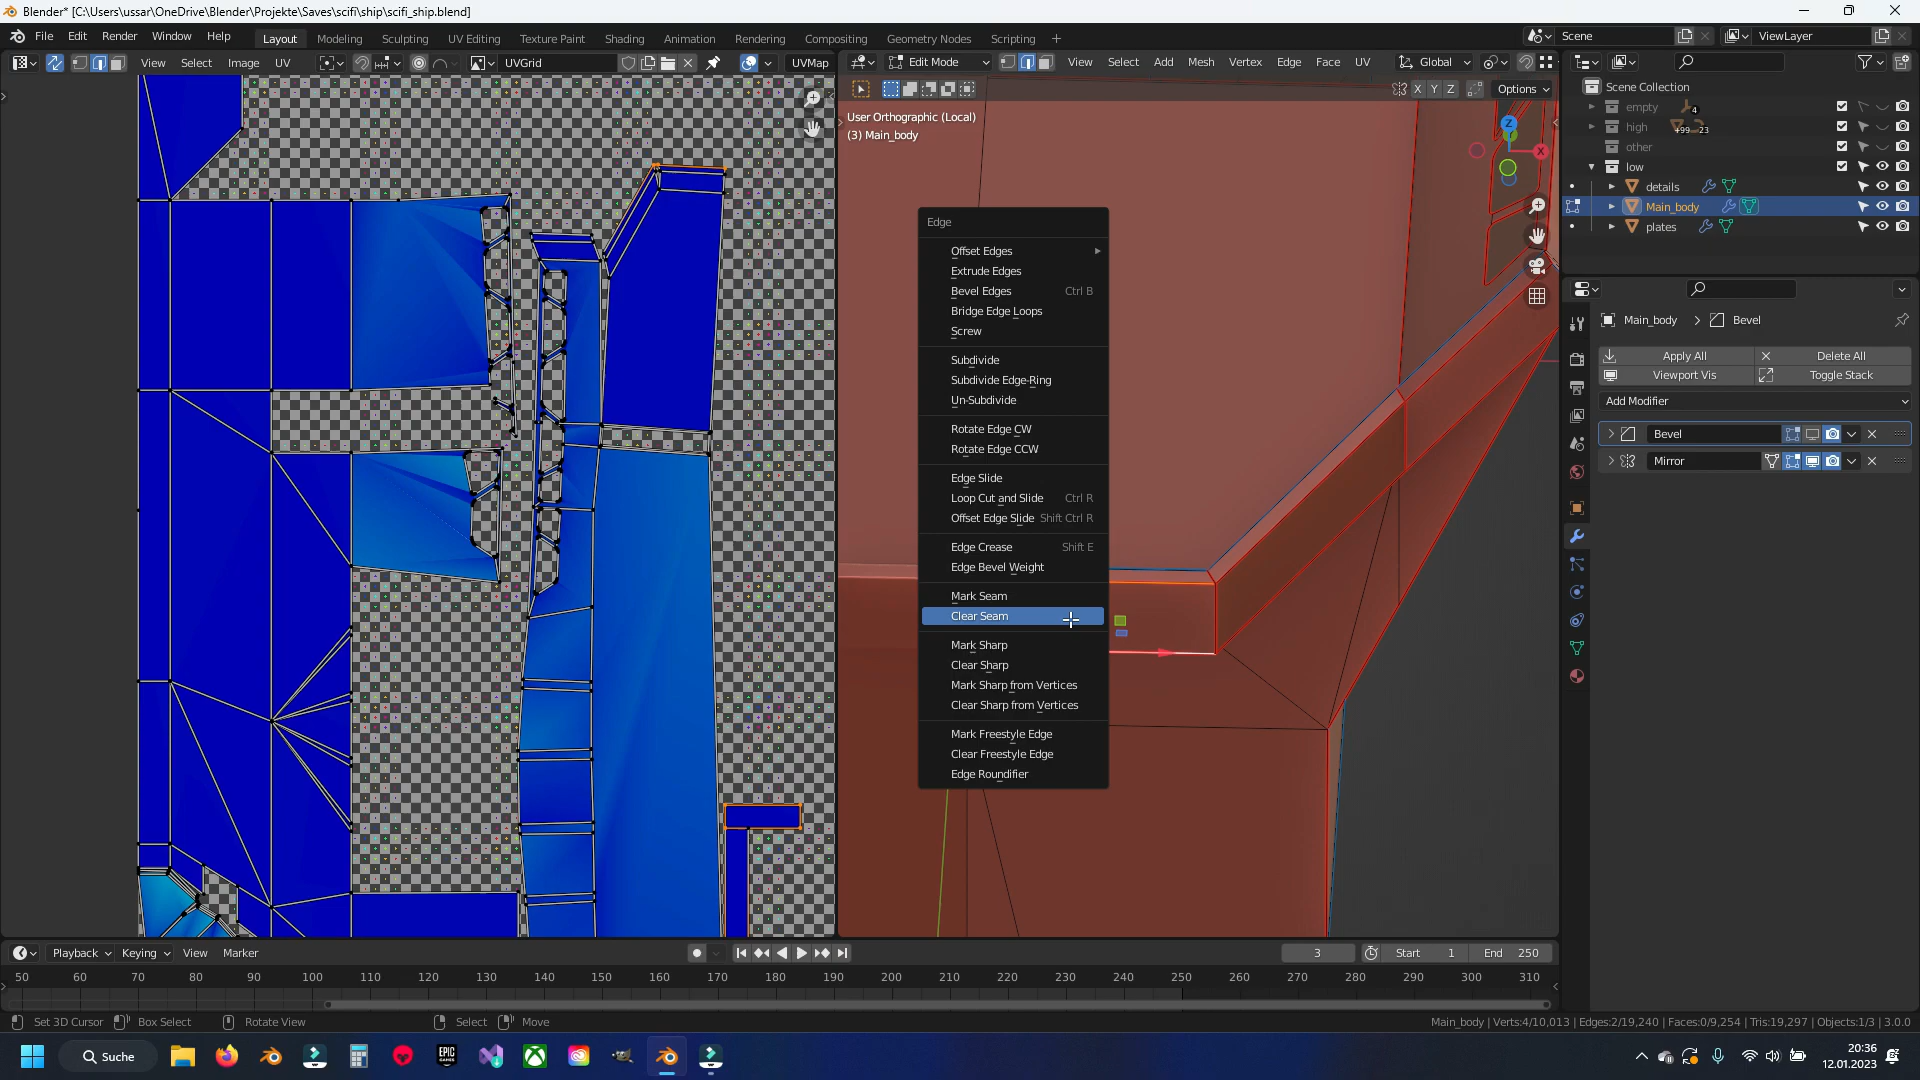 Blender* [C:\Users\ussar\OneDrive\Blender\Projekte\Saves\scifi\ship\scifi_ship.blend]
File Edit Render Window Help Layout Modeling Sculpting UV Editing Texture Paint Shading Animation Rendering Compositing Geometry Nodes Scripting + Scene ViewLayer
View Select Image UV UVGrid UVMap Edit Mode View Select Add Mesh Vertex Edge Face UV Global
X Y Z Options
User Orthographic (Local)
(3) Main_body
Z
X
Scene Collection
empty 4
high +99 23
other
low
details
Main_body
plates
Edge
Offset Edges
Extrude Edges
Bevel Edges Ctrl B
Bridge Edge Loops
Screw
Subdivide
Subdivide Edge-Ring
Un-Subdivide
Rotate Edge CW
Rotate Edge CCW
Edge Slide
Loop Cut and Slide Ctrl R
Offset Edge Slide Shift Ctrl R
Edge Crease Shift E
Edge Bevel Weight
Mark Seam
Clear Seam
Mark Sharp
Clear Sharp
Mark Sharp from Vertices
Clear Sharp from Vertices
Mark Freestyle Edge
Clear Freestyle Edge
Edge Roundifier
Main_body > Bevel
Apply All Delete All
Viewport Vis Toggle Stack
Add Modifier
Bevel
Mirror
Playback Keying View Marker 3 Start 1 End 250
50 60 70 80 90 100 110 120 130 140 150 160 170 180 190 200 210 220 230 240 250 260 270 280 290 300 310
Set 3D Cursor Box Select Rotate View Select Move Main_body | Verts:4/10,013 | Edges:2/19,240 | Faces:0/9,254 | Tris:19,297 | Objects:1/3 | 3.0.0
Suche
EPIC GAMES
20:36
12.01.2023